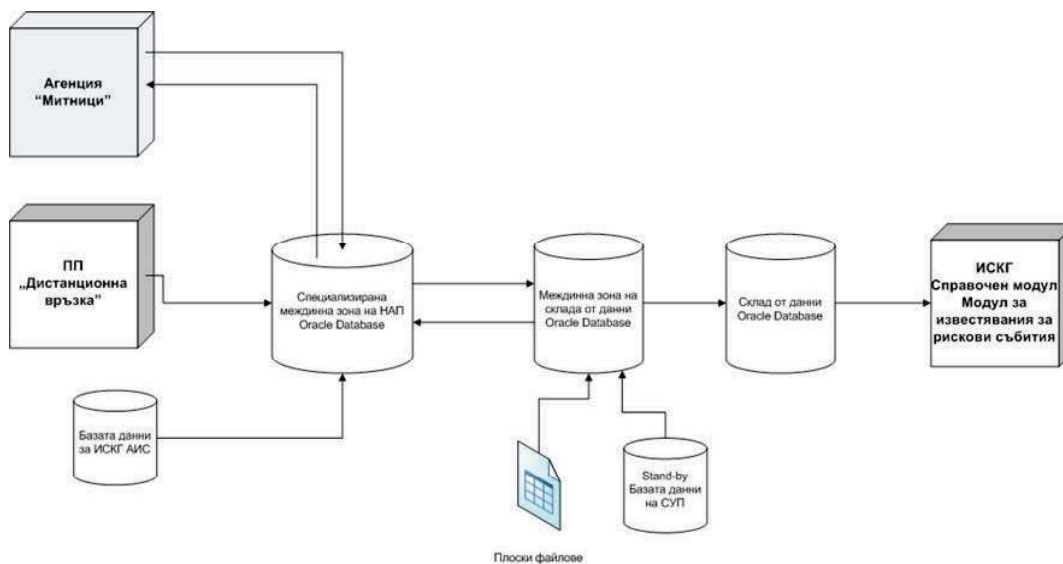 Агенция
“Митници”
ПП
„Дистанционна
връзка”
Специализирана
междинна зона на НАП
Oracle Database
Междинна зона на
склада от данни
Oracle Database
Склад от данни
Oracle Database
ИСКГ
Справочен модул
Модул за
известявания за
рискови събития
Базата данни
за ИСКГ АИС
Stand-by
Базата данни
на СУП
Плоски файлове